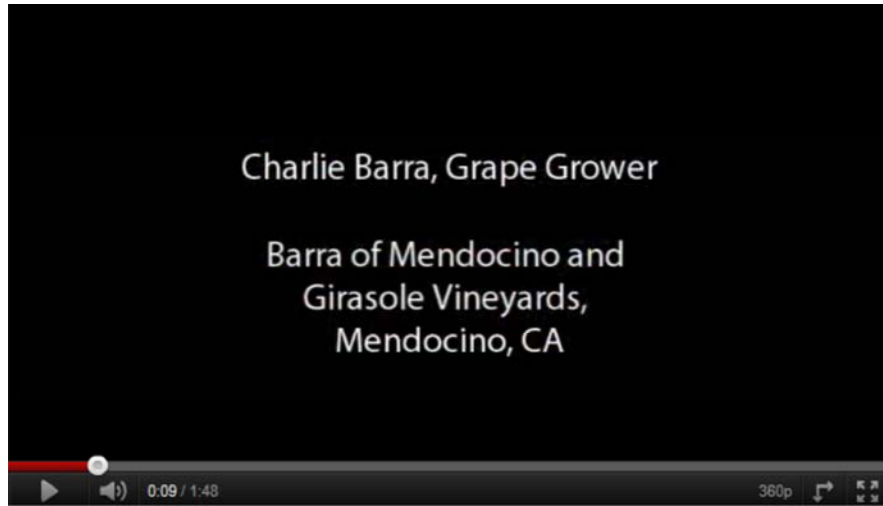 Charlie Barra, Grape Grower
Barra of Mendocino and
Girasole Vineyards,
Mendocino, CA
0:09 / 1:48
360p